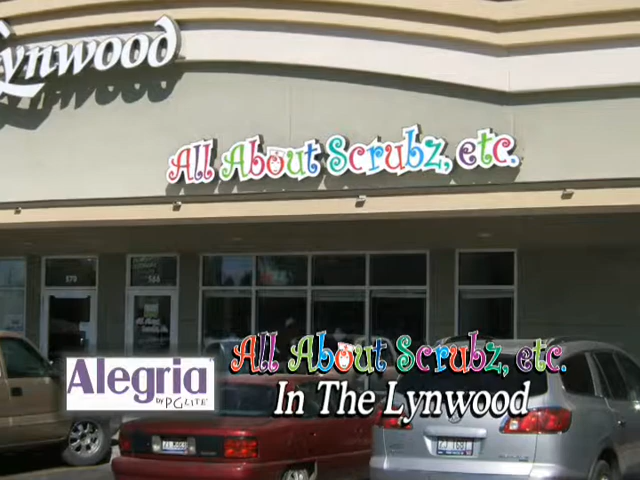 Lynwood
All About Scrubz, etc.
All About Scrubz, etc.
Alegria
BY PG LITE
In The Lynwood